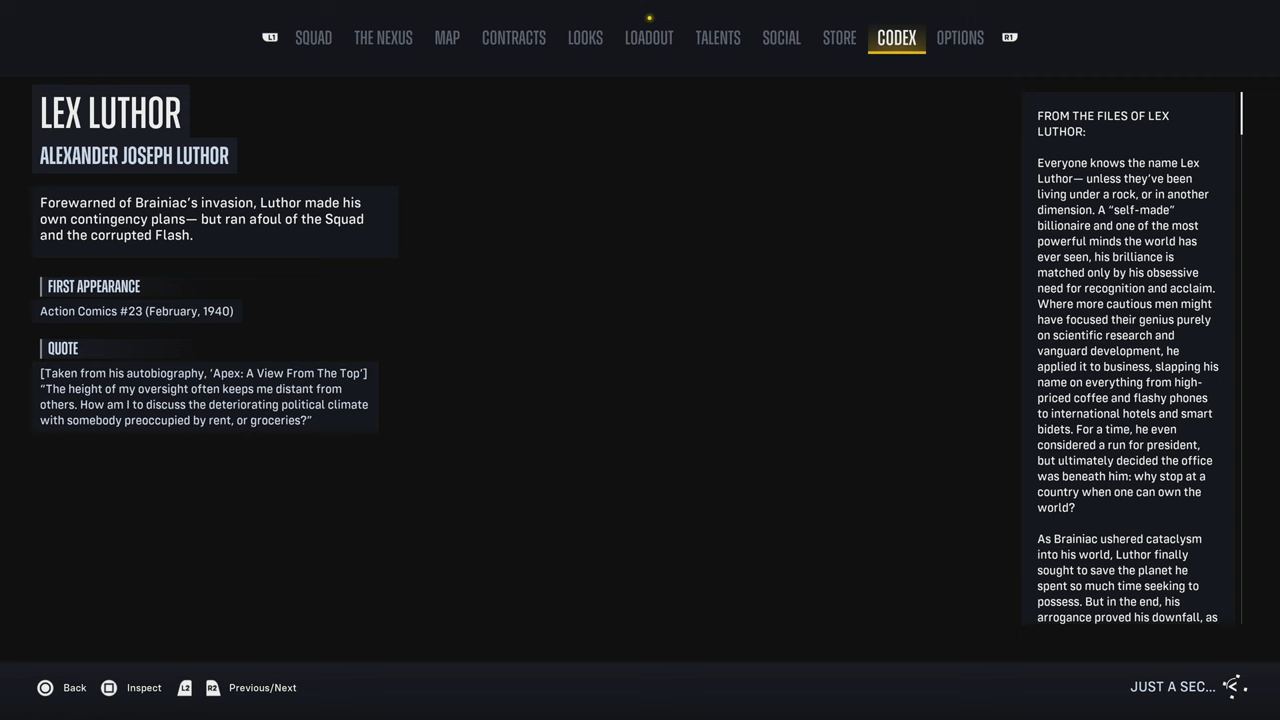 L1 SQUAD THE NEXUS MAP CONTRACTS LOOKS LOADOUT TALENTS SOCIAL STORE CODEX OPTIONS R1
LEX LUTHOR
ALEXANDER JOSEPH LUTHOR
Forewarned of Brainiac's invasion, Luthor made his
own contingency plans— but ran afoul of the Squad
and the corrupted Flash.
FIRST APPEARANCE
Action Comics #23 (February, 1940)
QUOTE
[Taken from his autobiography, 'Apex: A View From The Top']
“The height of my oversight often keeps me distant from
others. How am I to discuss the deteriorating political climate
with somebody preoccupied by rent, or groceries?”
FROM THE FILES OF LEX
LUTHOR:
Everyone knows the name Lex
Luthor— unless they've been
living under a rock, or in another
dimension. A “self-made”
billionaire and one of the most
powerful minds the world has
ever seen, his brilliance is
matched only by his obsessive
need for recognition and acclaim.
Where more cautious men might
have focused their genius purely
on scientific research and
vanguard development, he
applied it to business, slapping his
name on everything from high-
priced coffee and flashy phones
to international hotels and smart
bidets. For a time, he even
considered a run for president,
but ultimately decided the office
was beneath him: why stop at a
country when one can own the
world?
As Brainiac ushered cataclysm
into his world, Luthor finally
sought to save the planet he
spent so much time seeking to
possess. But in the end, his
arrogance proved his downfall, as
Back Inspect L2 R2 Previous/Next
JUST A SEC...